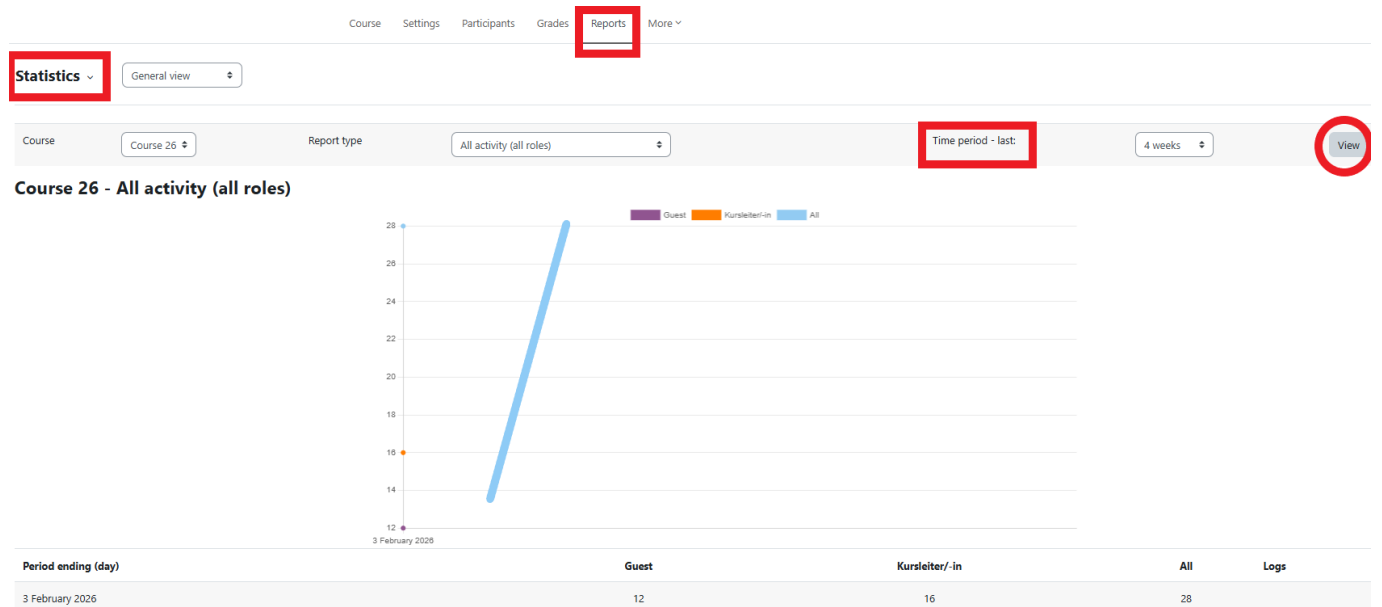 Course Settings Participants Grades Reports More
Statistics General view
Course Course 26 Report type All activity (all roles) Time period - last: 4 weeks View
Course 26 - All activity (all roles)
Guest Kursleiter/-in All
28
26
24
22
20
18
16
14
12
3 February 2026
Period ending (day) Guest Kursleiter/-in All Logs
3 February 2026 12 16 28